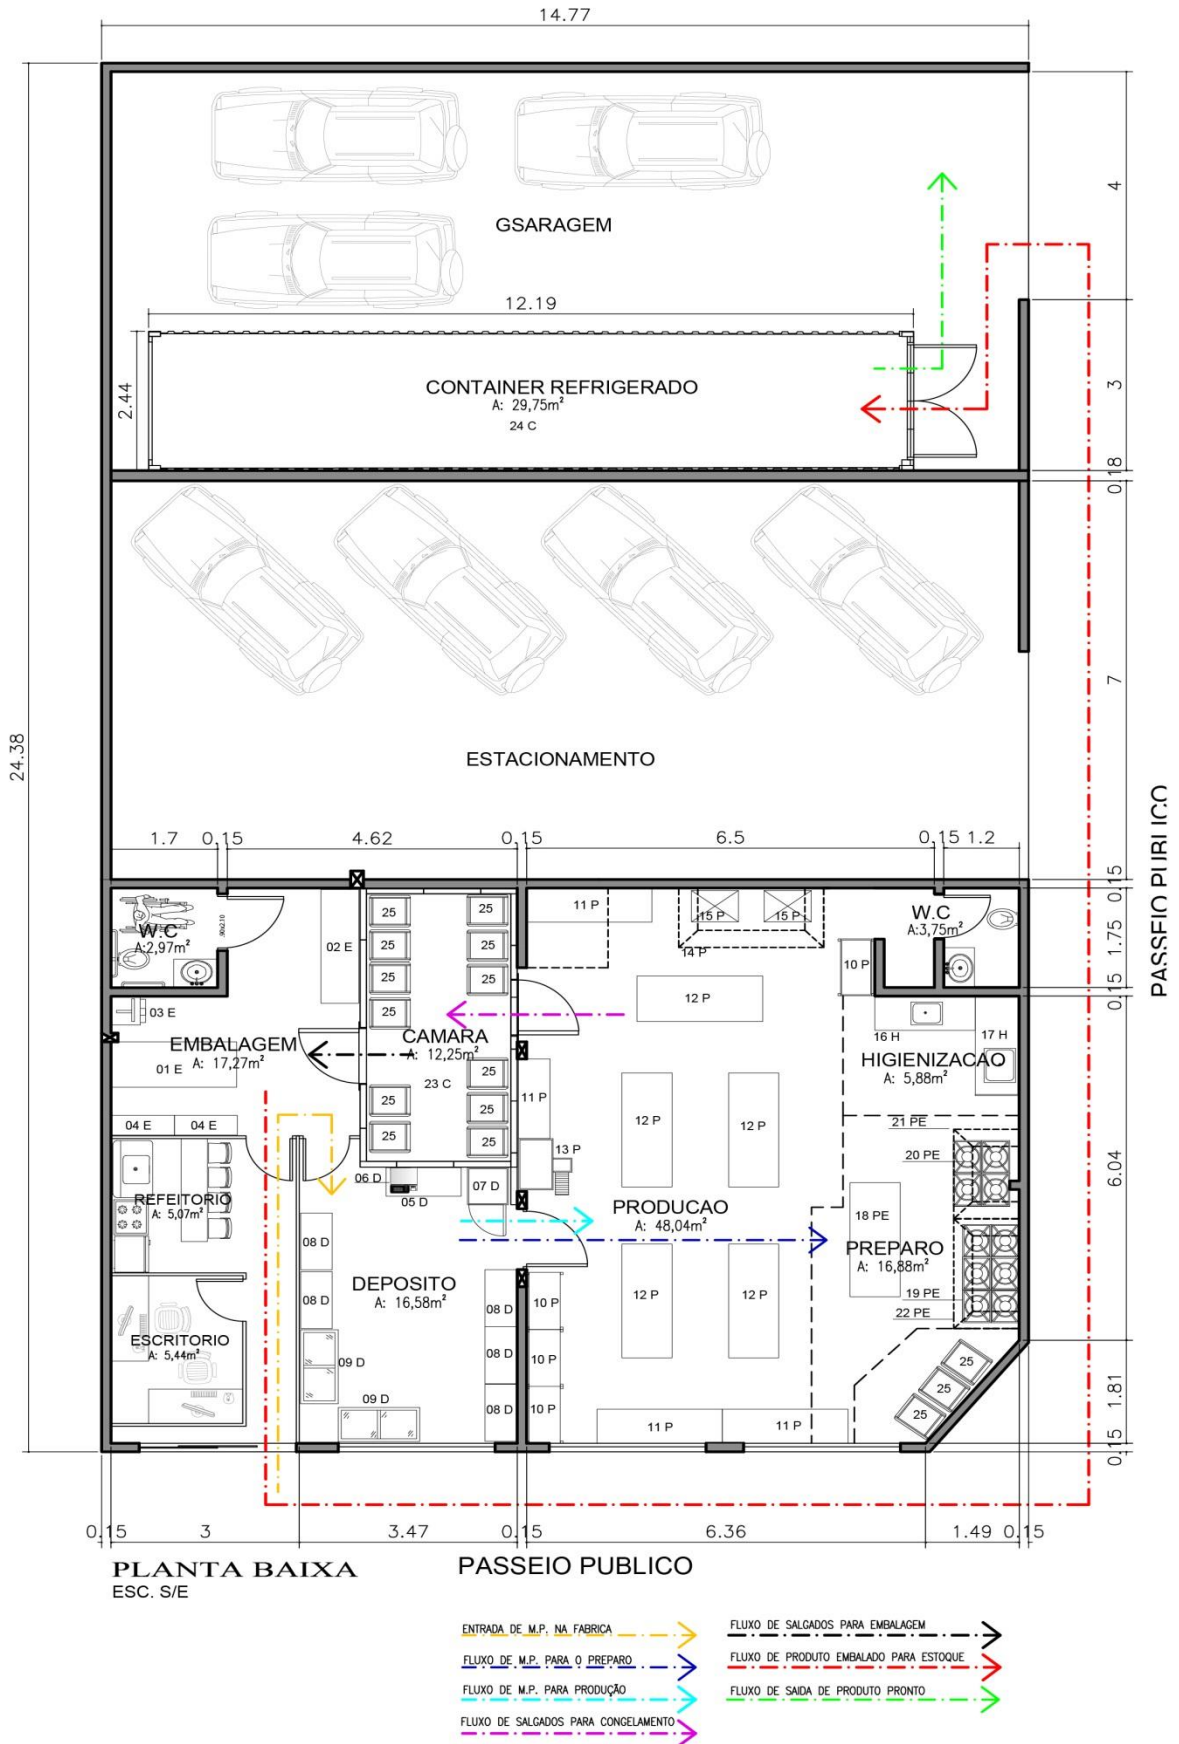 14.77
4
GSARAGEM
12.19
2.44
CONTAINER REFRIGERADO
A: 29,75m²
24 C
3
0.18
7
24.38
ESTACIONAMENTO
PASSEIO PUBLICO
1.7
0.15
4.62
0.15
6.5
0.15
1.2
0.15
W.C
A:2,97m²
.90x2.10
02 E
25
25
25
25
25
25
25
11 P
15 P
15 P
14 P
W.C
A:3,75m²
10 P
1.75
0.15
12 P
03 E
EMBALAGEM
A: 17,27m²
01 E
CAMARA
A: 12,25m²
23 C
16 H
17 H
HIGIENIZACAO
A: 5,88m²
25
25
25
25
25
11 P
12 P
12 P
04 E
04 E
21 PE
20 PE
13 P
06 D
05 D
07 D
6.04
REFEITORIO
A: 5,07m²
PRODUCAO
A: 48,04m²
18 PE
PREPARO
A: 16,88m²
08 D
08 D
DEPOSITO
A: 16,58m²
08 D
08 D
08 D
10 P
10 P
10 P
12 P
12 P
19 PE
22 PE
ESCRITORIO
A: 5,44m²
09 D
09 D
25
25
25
1.81
11 P
11 P
0.15
0.15
3
3.47
0.15
6.36
1.49
0.15
PLANTA BAIXA
ESC. S/E
PASSEIO PUBLICO
ENTRADA DE M.P. NA FABRICA
FLUXO DE M.P. PARA O PREPARO
FLUXO DE M.P. PARA PRODUÇÃO
FLUXO DE SALGADOS PARA CONGELAMENTO
FLUXO DE SALGADOS PARA EMBALAGEM
FLUXO DE PRODUTO EMBALADO PARA ESTOQUE
FLUXO DE SAIDA DE PRODUTO PRONTO